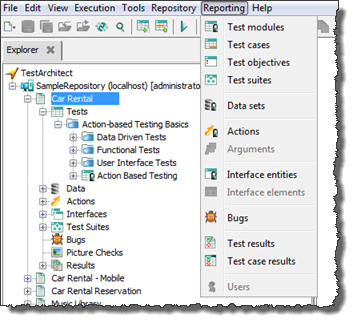 File Edit View Execution Tools Repository Reporting Help
Explorer
TestArchitect
SampleRepository (localhost) [administrato
Car Rental
Tests
Action-based Testing Basics
Data Driven Tests
Functional Tests
User Interface Tests
Action Based Testing
Data
Actions
Interfaces
Test Suites
Bugs
Picture Checks
Results
Car Rental - Mobile
Car Rental Reservation
Music Library
Test modules
Test cases
Test objectives
Test suites
Data sets
Actions
Arguments
Interface entities
Interface elements
Bugs
Test results
Test case results
Users